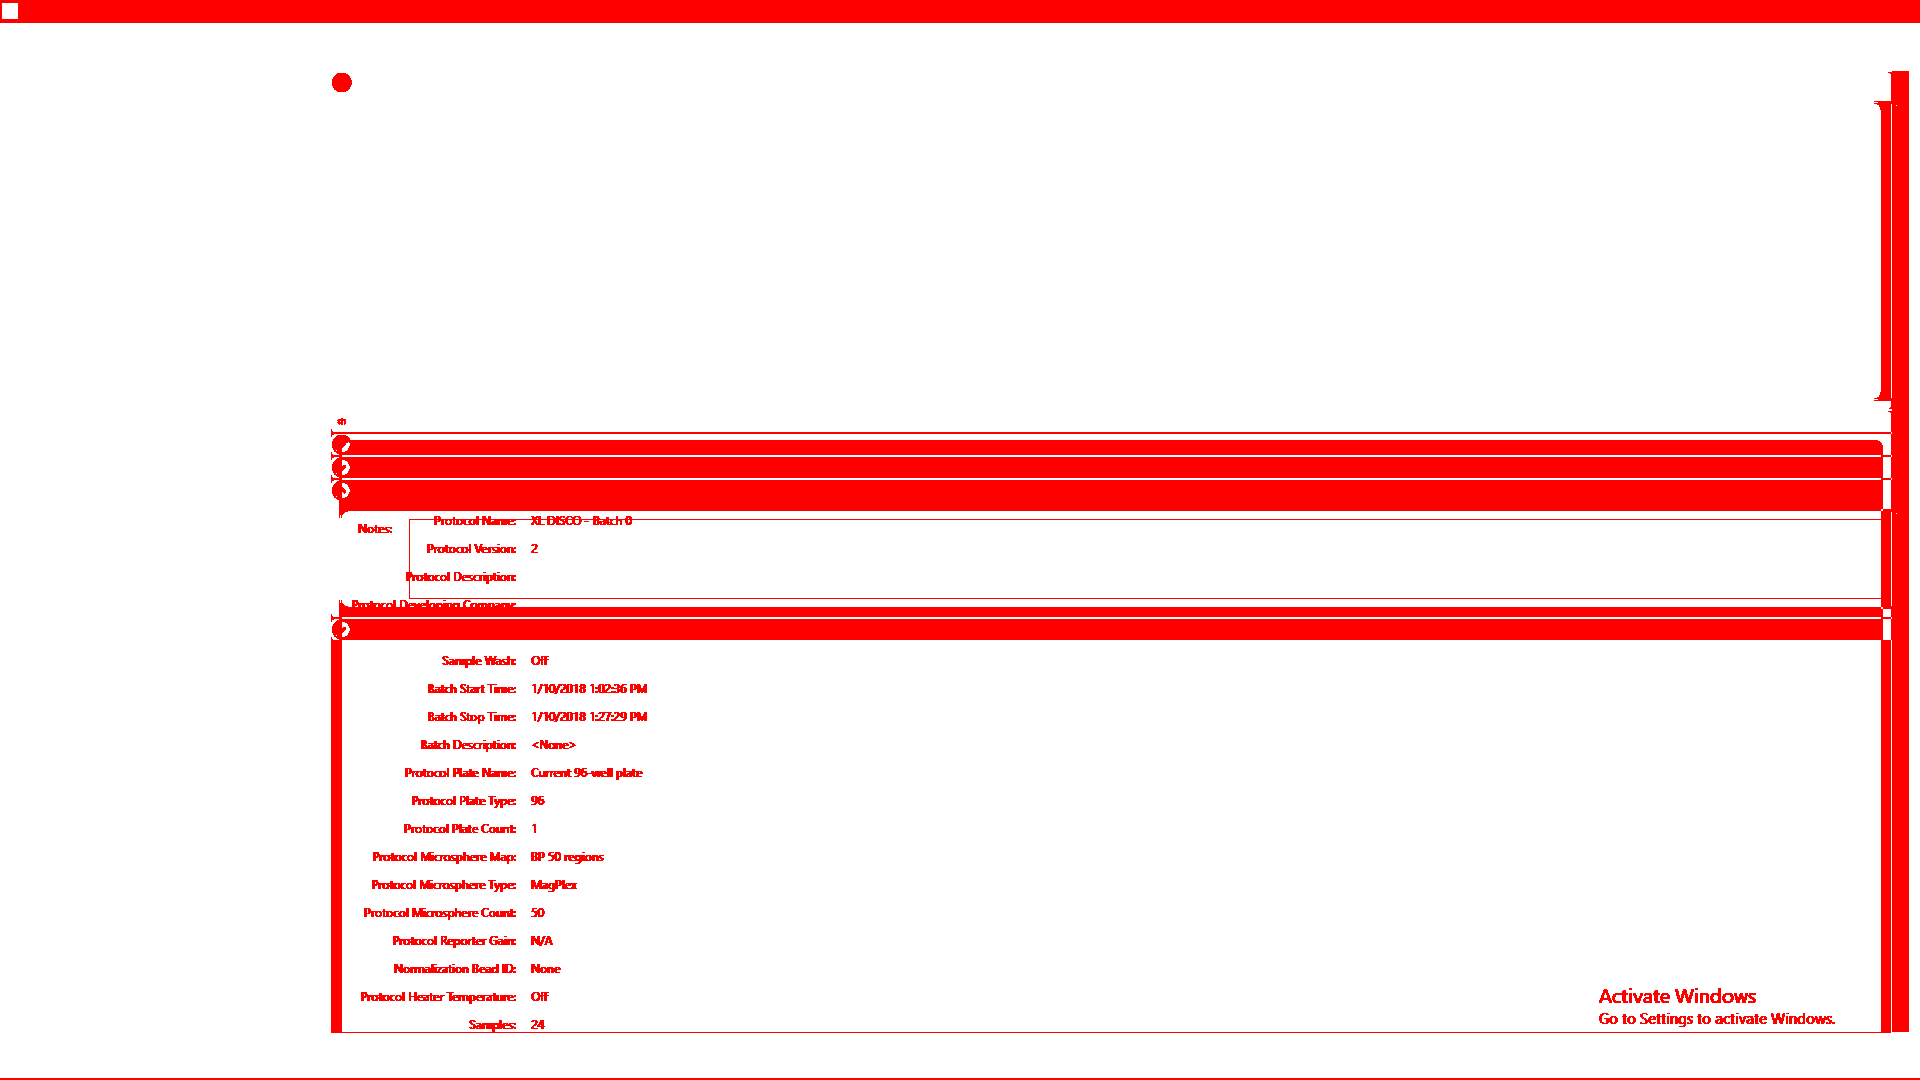 Notes:
Protocol Name: XL DISCO - Batch 0
Protocol Version: 2
Protocol Description:
Protocol Developing Company:
Sample Wash: Off
Batch Start Time: 1/10/2018 1:02:36 PM
Batch Stop Time: 1/10/2018 1:27:29 PM
Batch Description: <None>
Protocol Plate Name: Current 96-well plate
Protocol Plate Type: 96
Protocol Plate Count: 1
Protocol Microsphere Map: BP 50 regions
Protocol Microsphere Type: MagPlex
Protocol Microsphere Count: 50
Protocol Reporter Gain: N/A
Normalization Bead ID: None
Protocol Heater Temperature: Off
Samples: 24
Activate Windows
Go to Settings to activate Windows.